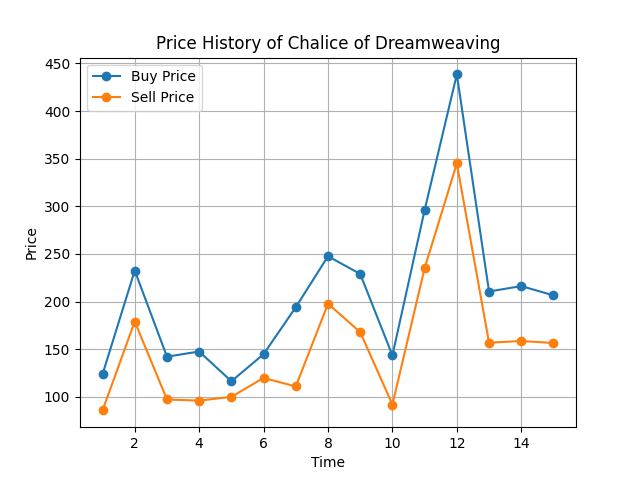 Price History of Chalice of Dreamweaving
Buy Price
Sell Price
450
400
350
300
250
200
150
100
Price
2 4 6 8 10 12 14
Time